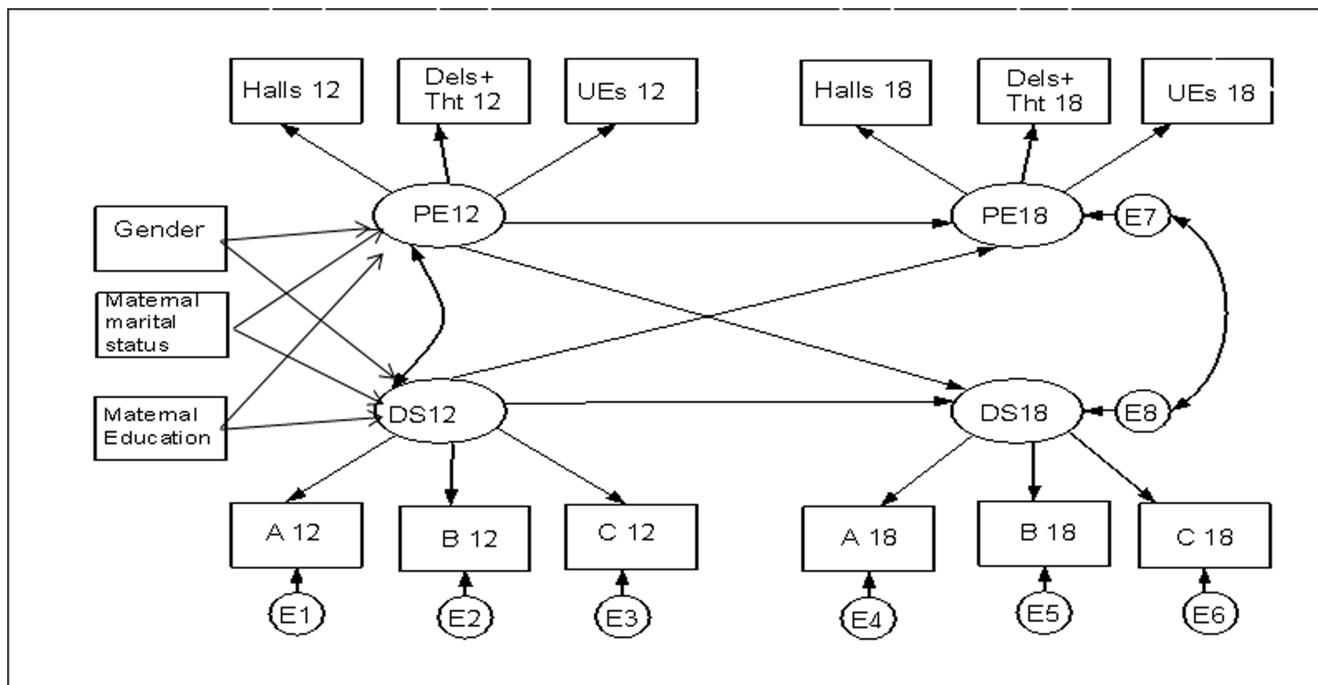 Halls 12
Dels+
Tht 12
UEs 12
Halls 18
Dels+
Tht 18
UEs 18
PE12
PE18
E7
Gender
Maternal
marital
status
Maternal
Education
DS12
DS18
E8
A 12
B 12
C 12
A 18
B 18
C 18
E1
E2
E3
E4
E5
E6